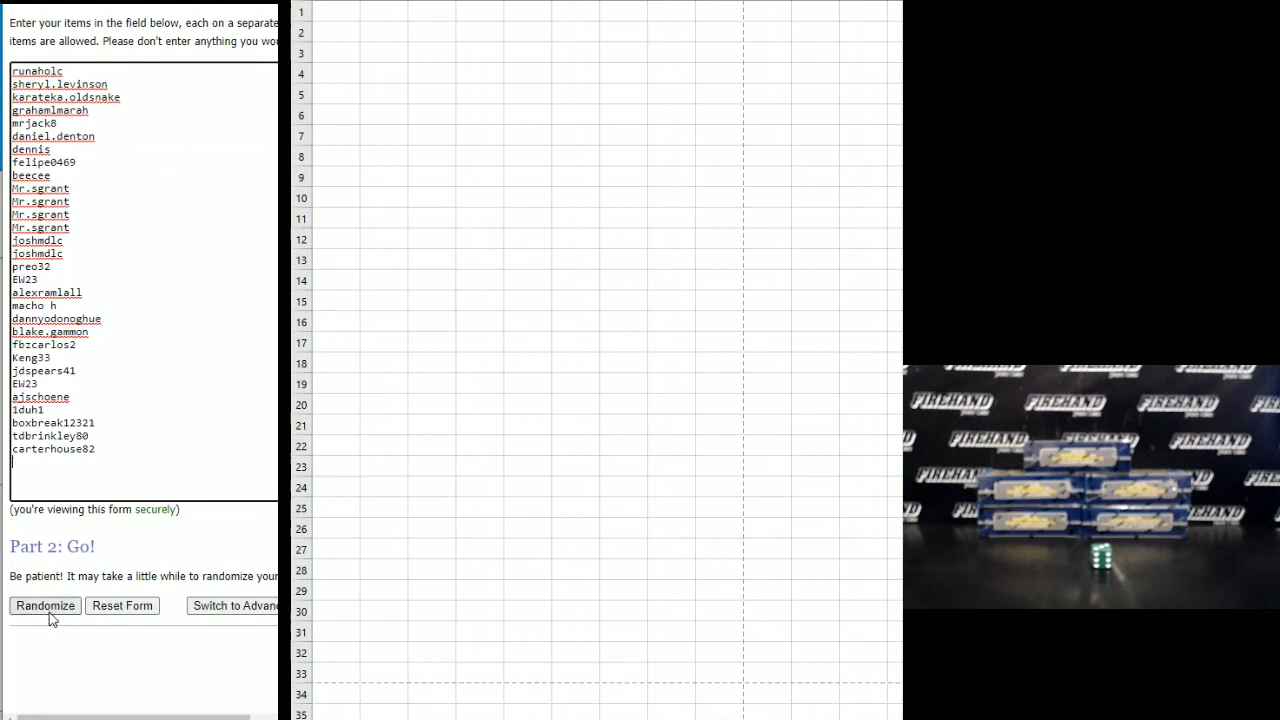 Enter your items in the field below, each on a separate
items are allowed. Please don't enter anything you wou
runaholc
sheryl.levinson
karateka.oldsnake
grahamlmarah
mrjack8
daniel.denton
dennis
felipe0469
beecee
Mr.sgrant
Mr.sgrant
Mr.sgrant
Mr.sgrant
joshmdlc
joshmdlc
preo32
EW23
alexramlall
macho h
dannyodonoghue
blake.gammon
fbzcarlos2
Keng33
jdspears41
EW23
ajschoene
1duh1
boxbreak12321
tdbrinkley80
carterhouse82
(you're viewing this form securely)
Part 2: Go!
Be patient! It may take a little while to randomize your
Randomize Reset Form Switch to Advan
1
2
3
4
5
6
7
8
9
10
11
12
13
14
15
16
17
18
19
20
21
22
23
24
25
26
27
28
29
30
31
32
33
34
35
FIREHAND FIREHAND FIREHAND
FIREHAND FIREHAND
FIREHAND